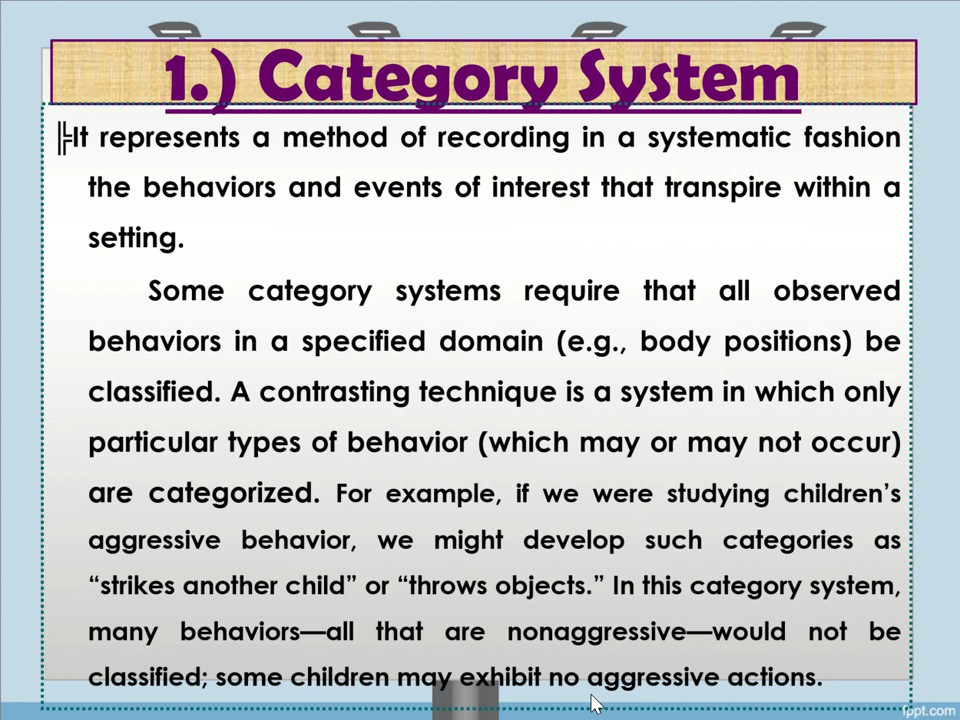 1.) Category System
╠It represents a method of recording in a systematic fashion
the behaviors and events of interest that transpire within a
setting.
Some category systems require that all observed
behaviors in a specified domain (e.g., body positions) be
classified. A contrasting technique is a system in which only
particular types of behavior (which may or may not occur)
are categorized. For example, if we were studying children’s
aggressive behavior, we might develop such categories as
“strikes another child” or “throws objects.” In this category system,
many behaviors—all that are nonaggressive—would not be
classified; some children may exhibit no aggressive actions.
fppt.com